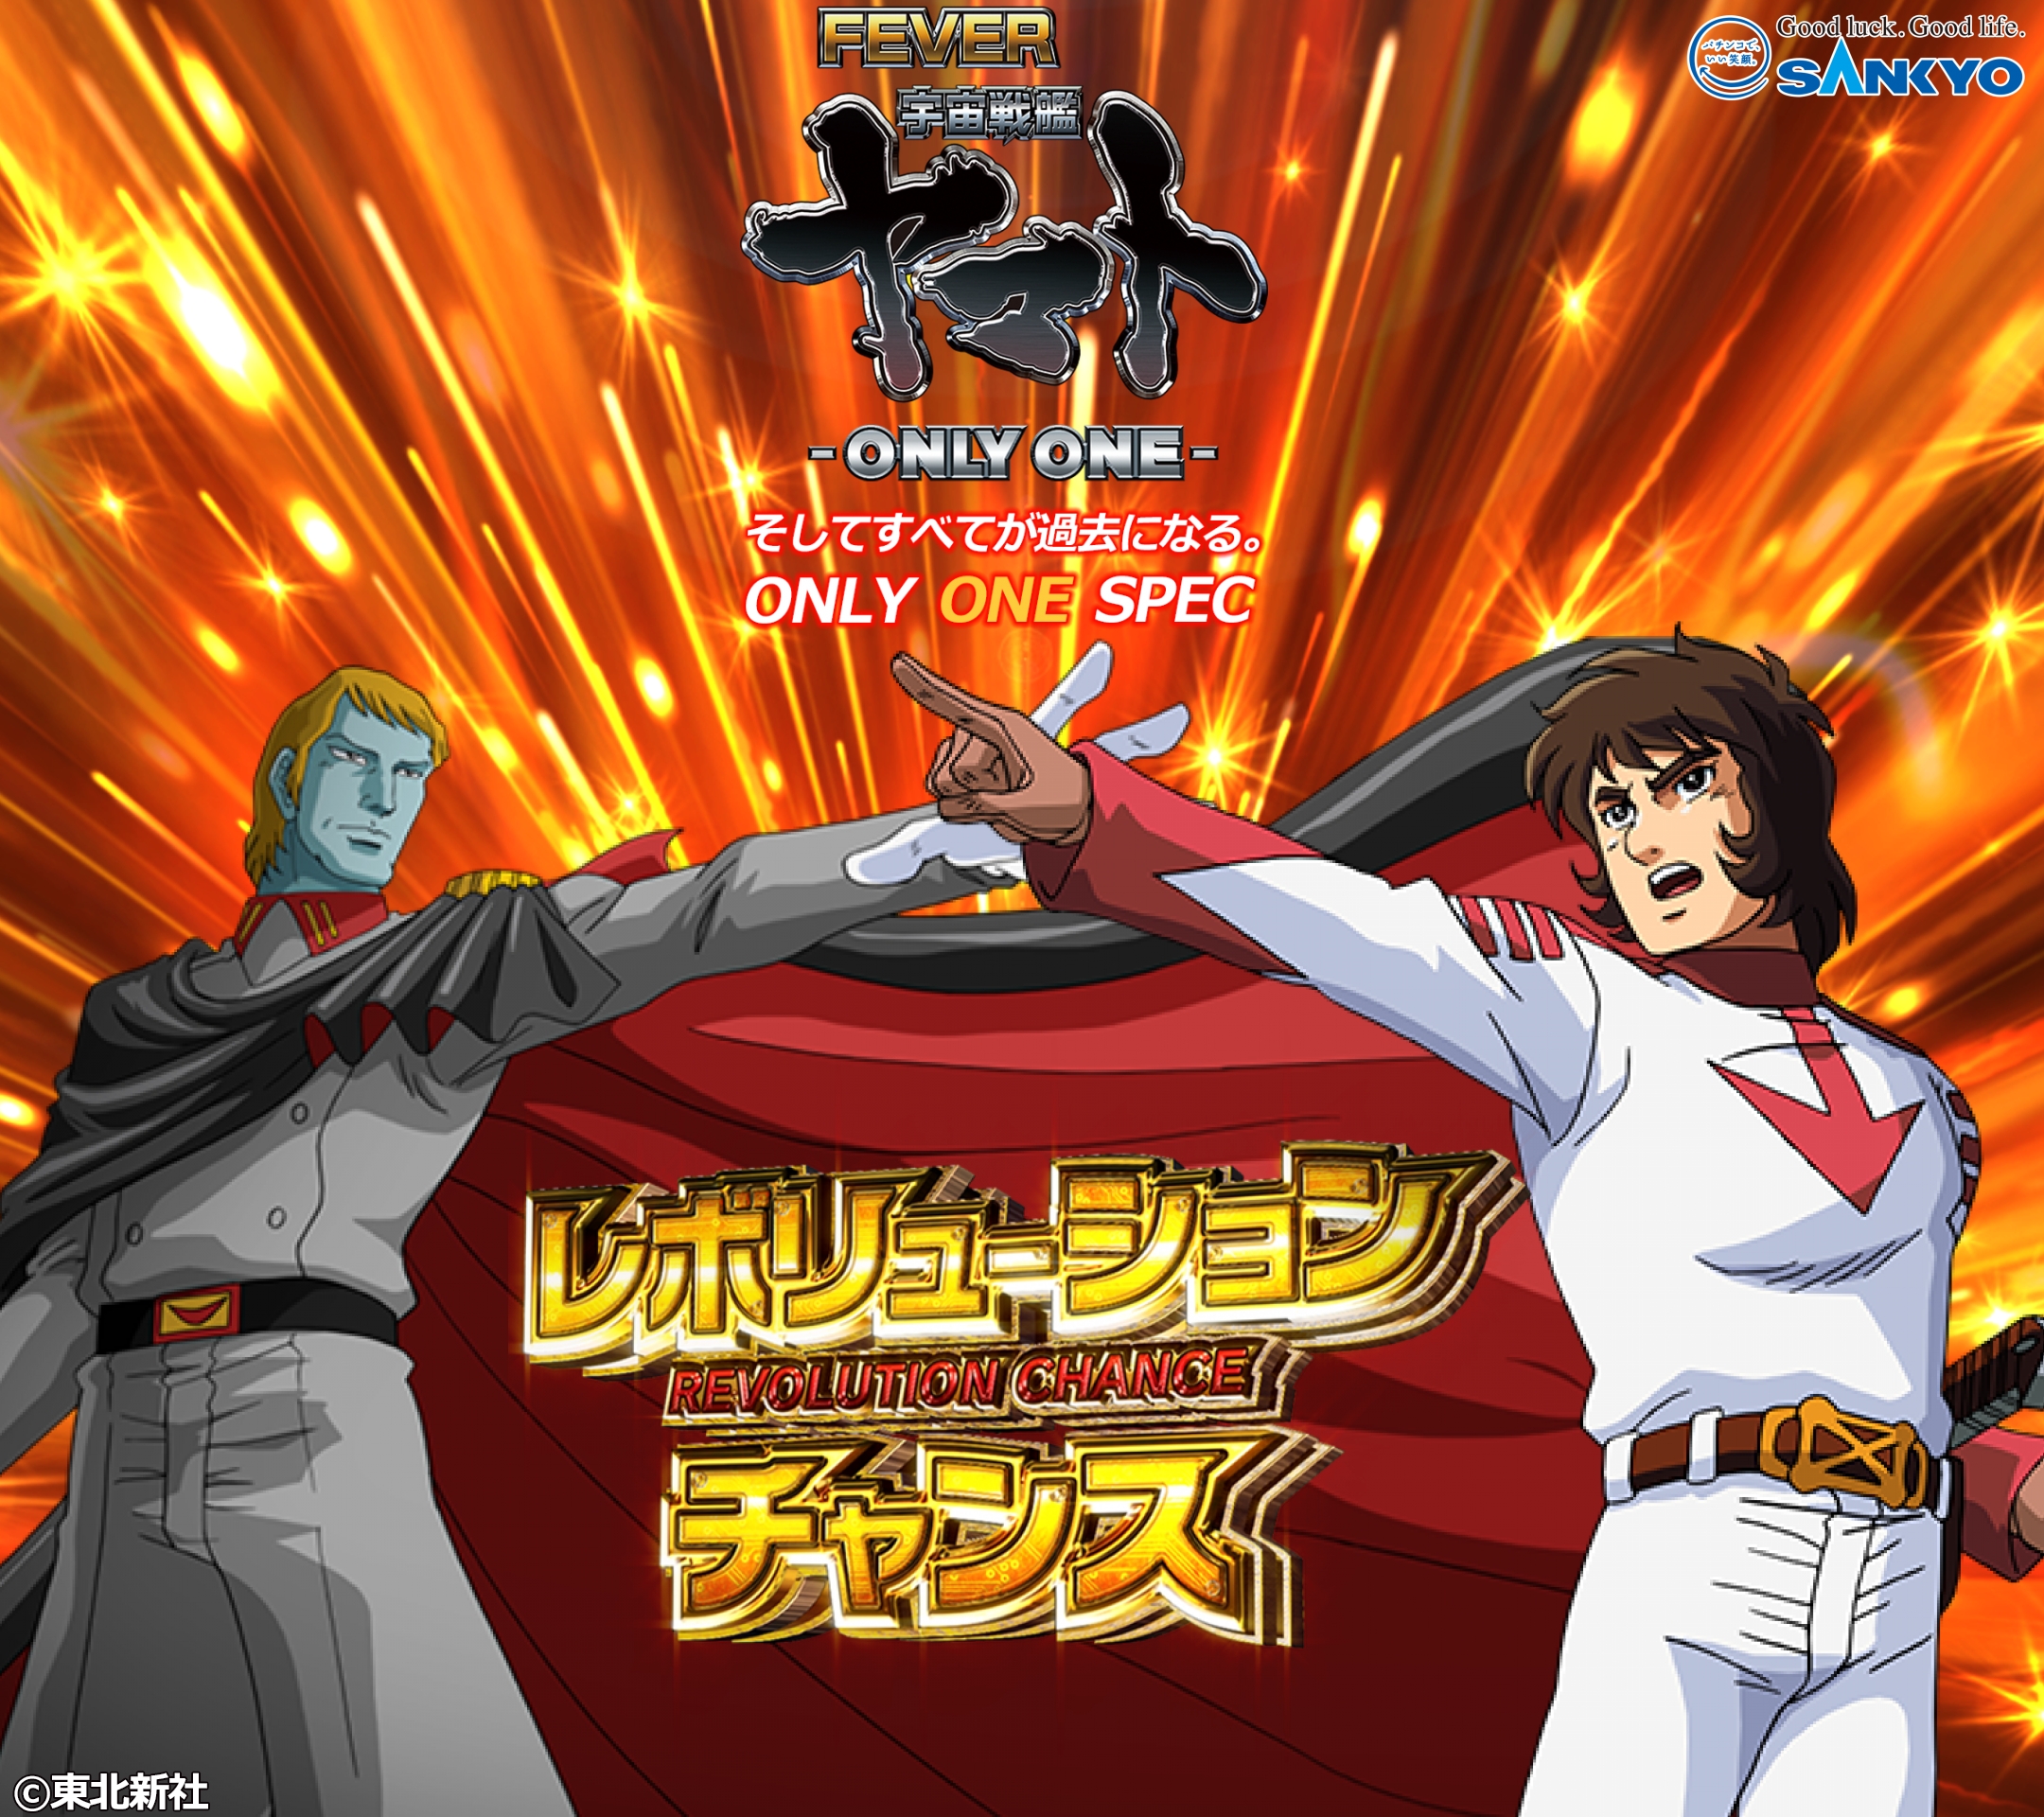 FEVER
宇宙戦艦
ヤマト
-ONLY ONE-
そしてすべてが過去になる。
ONLY ONE SPEC
パチンコで、
いい笑顔。
Good luck. Good life.
SANKYO
レボリューション
REVOLUTION CHANCE
チャンス
©東北新社